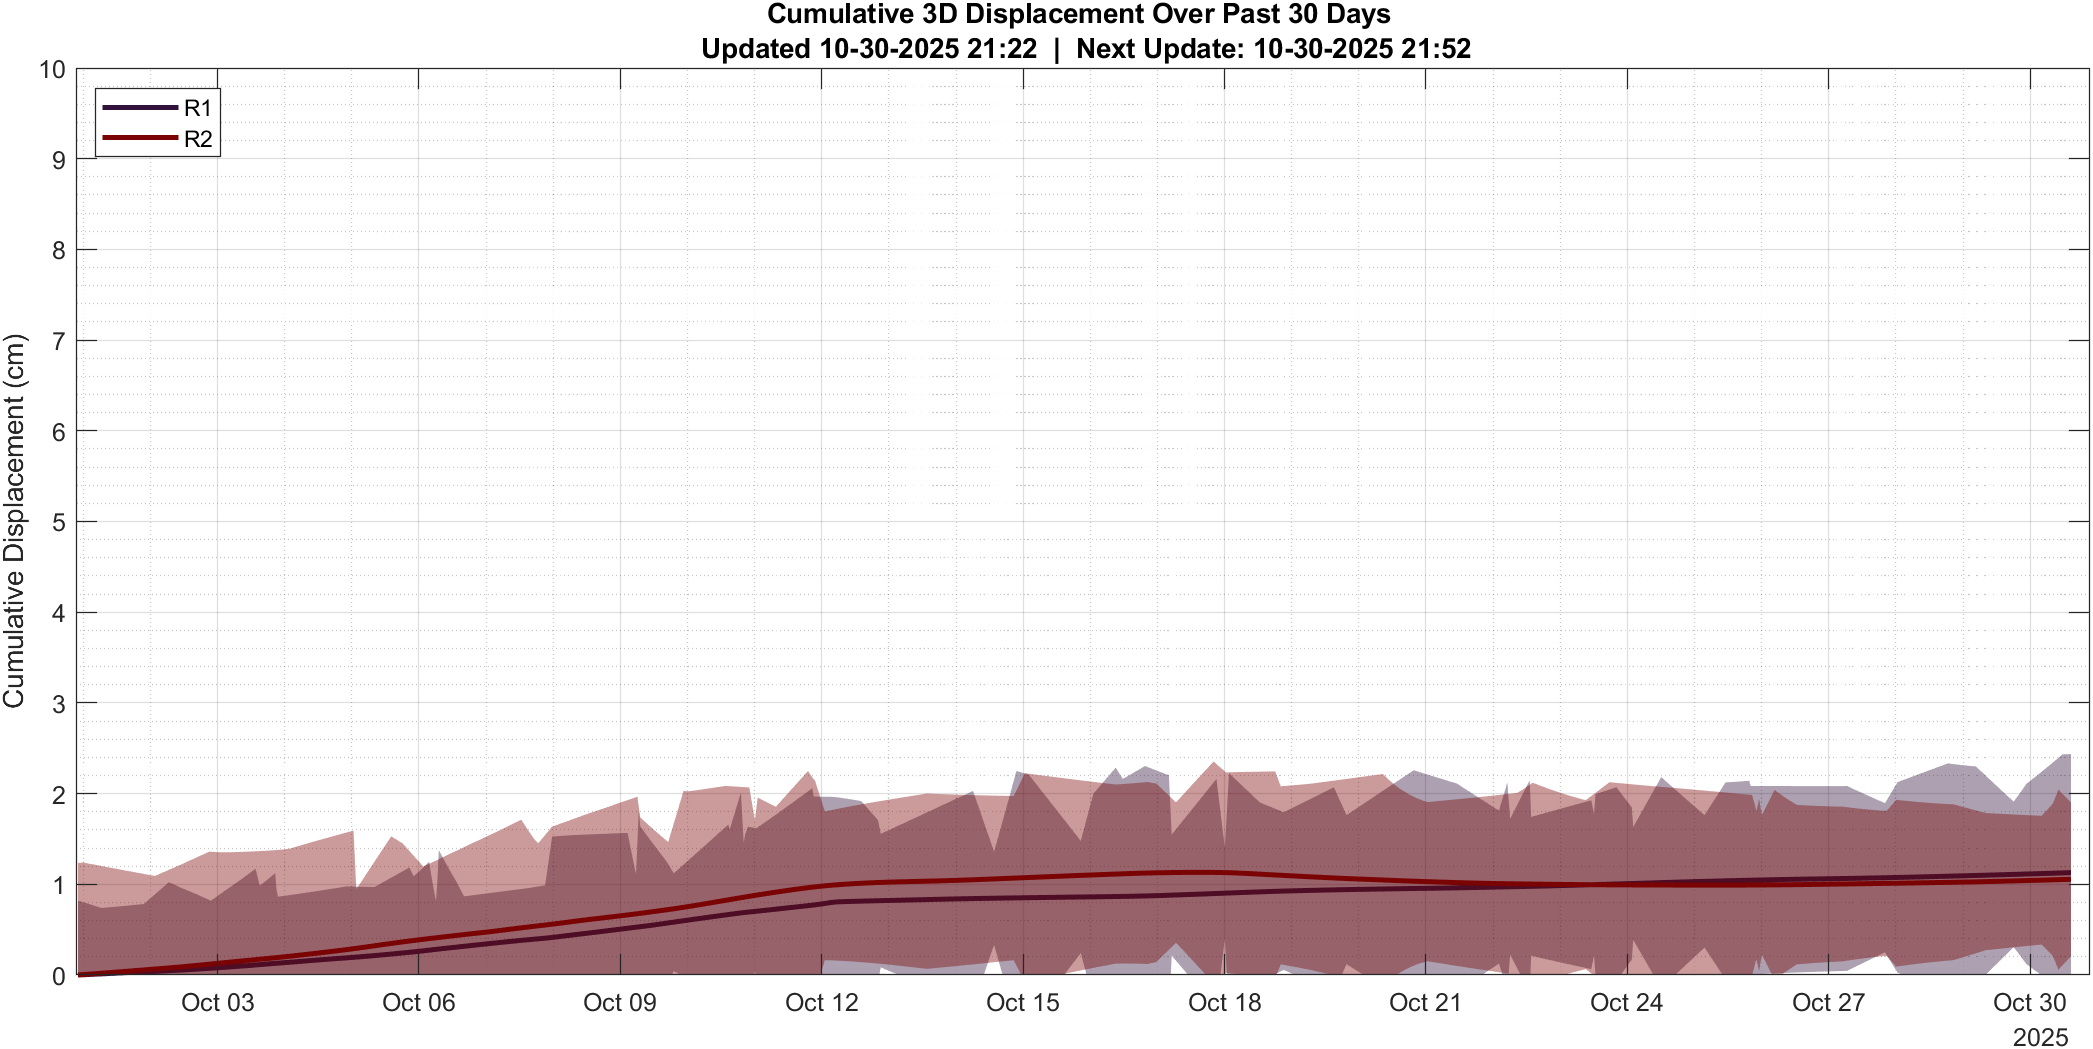 Cumulative 3D Displacement Over Past 30 Days
Updated 10-30-2025 21:22 | Next Update: 10-30-2025 21:52
R1
R2
Cumulative Displacement (cm)
10
9
8
7
6
5
4
3
2
1
0
Oct 03 Oct 06 Oct 09 Oct 12 Oct 15 Oct 18 Oct 21 Oct 24 Oct 27 Oct 30
2025